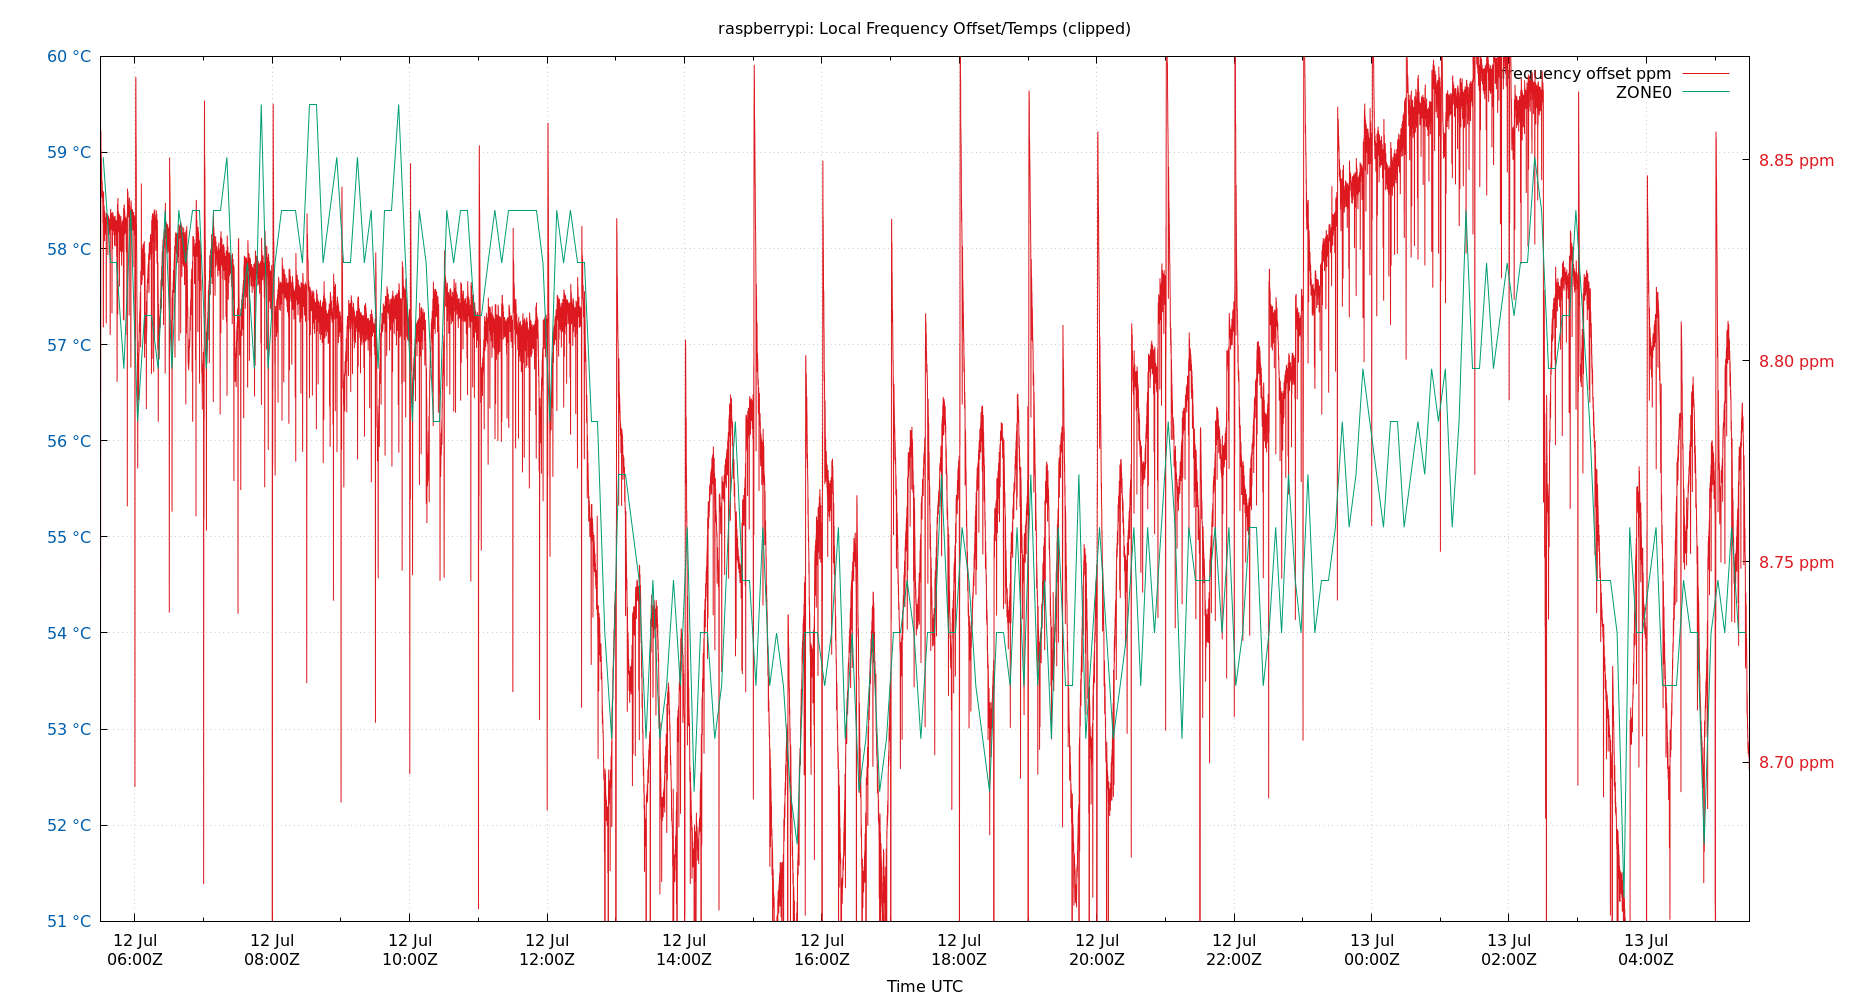 raspberrypi: Local Frequency Offset/Temps (clipped)
60 °C
59 °C
58 °C
57 °C
56 °C
55 °C
54 °C
53 °C
52 °C
51 °C
frequency offset ppm
ZONE0
8.85 ppm
8.80 ppm
8.75 ppm
8.70 ppm
12 Jul
06:00Z
12 Jul
08:00Z
12 Jul
10:00Z
12 Jul
12:00Z
12 Jul
14:00Z
12 Jul
16:00Z
12 Jul
18:00Z
12 Jul
20:00Z
12 Jul
22:00Z
13 Jul
00:00Z
13 Jul
02:00Z
13 Jul
04:00Z
Time UTC